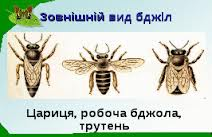 Зовнішній вид бджіл
Цариця, робоча бджола,
трутень